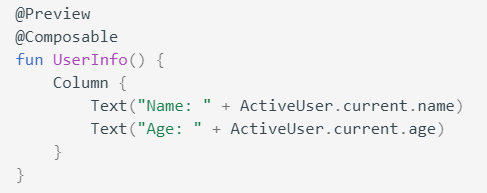 @Preview
@Composable
fun UserInfo() {
    Column {
        Text("Name: " + ActiveUser.current.name)
        Text("Age: " + ActiveUser.current.age)
    }
}